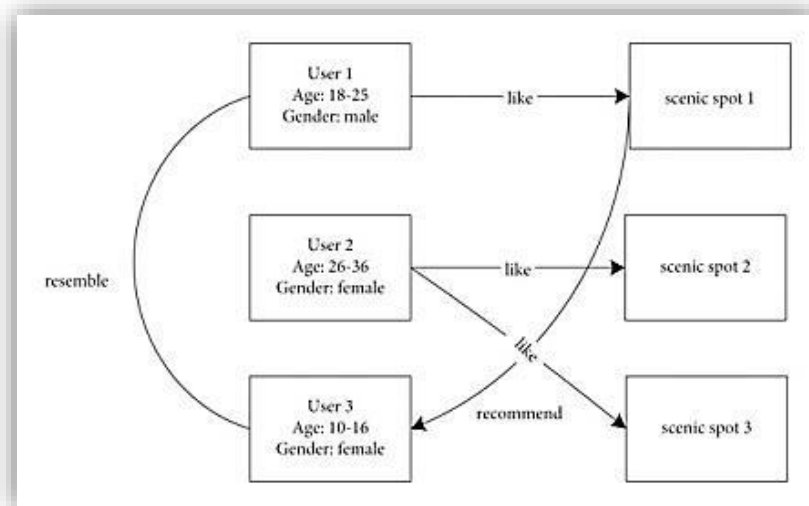 User 1
Age: 18-25
Gender: male
like
scenic spot 1
resemble
User 2
Age: 26-36
Gender: female
like
scenic spot 2
like
User 3
Age: 10-16
Gender: female
recommend
scenic spot 3